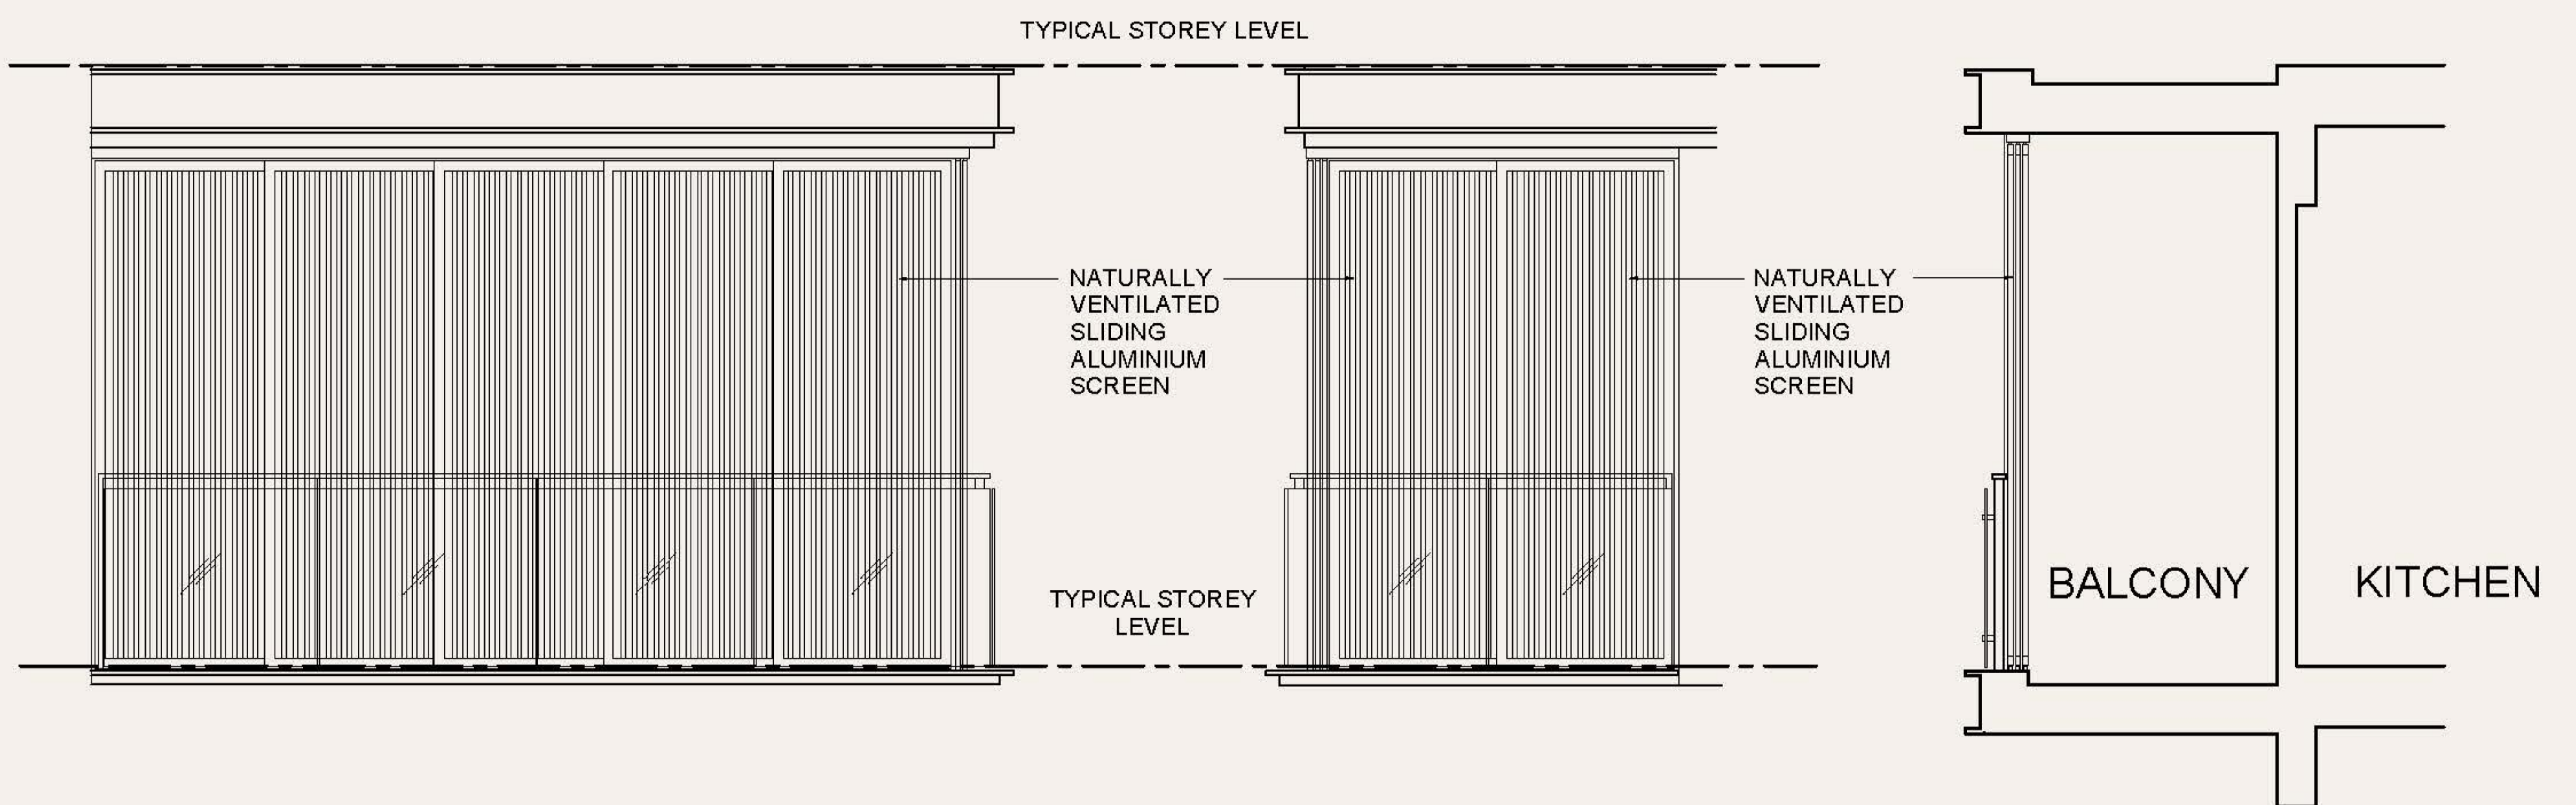 TYPICAL STOREY LEVEL
NATURALLY
VENTILATED
SLIDING
ALUMINIUM
SCREEN
NATURALLY
VENTILATED
SLIDING
ALUMINIUM
SCREEN
TYPICAL STOREY
LEVEL
BALCONY
KITCHEN